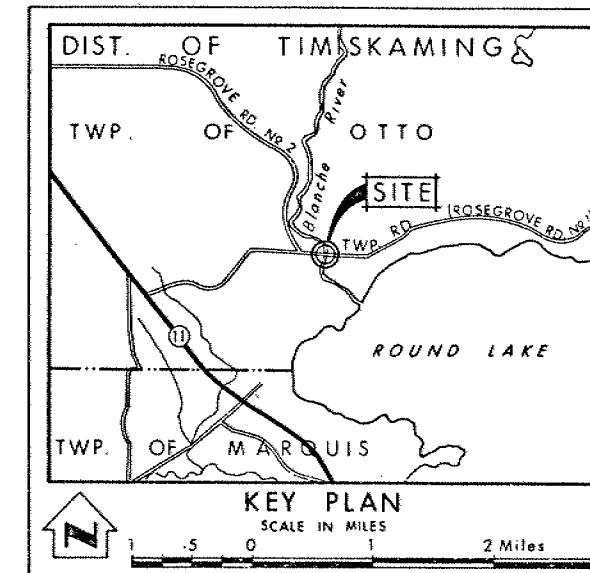 DIST. OF TIMISKAMING
ROSEGROVE RD. No 2
River
TWP. OF OTTO
Blanche
SITE
TWP. RD.
ROSEGROVE RD. No
11
ROUND LAKE
TWP. OF MARQUIS
KEY PLAN
SCALE IN MILES
N
1 .5 0 1 2 Miles